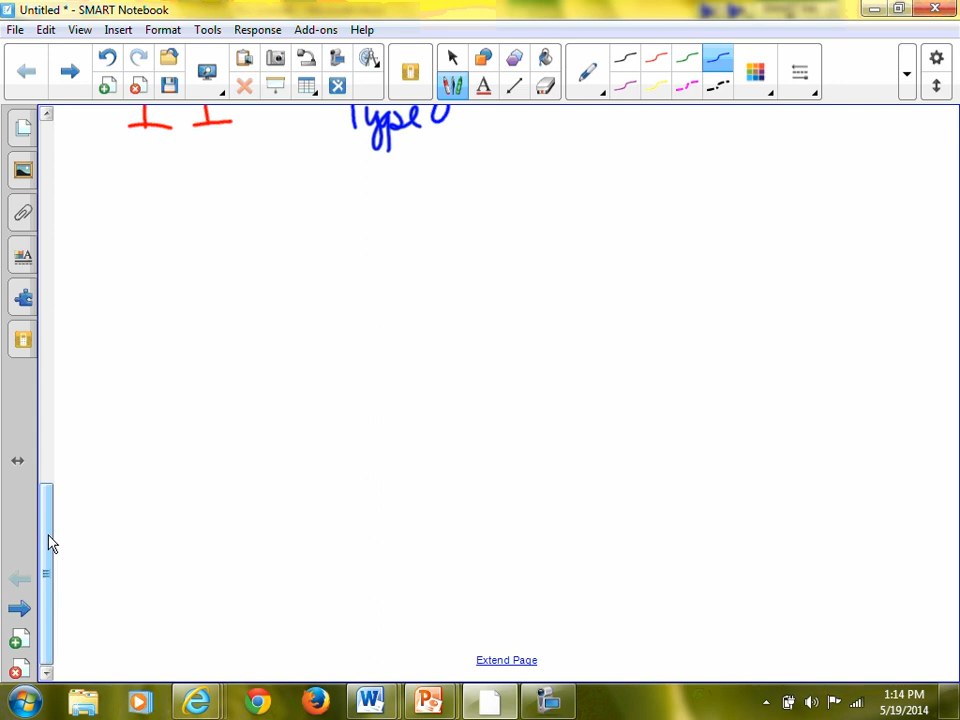 Untitled * - SMART Notebook
File Edit View Insert Format Tools Response Add-ons Help
I I Type O
Extend Page
1:14 PM
5/19/2014